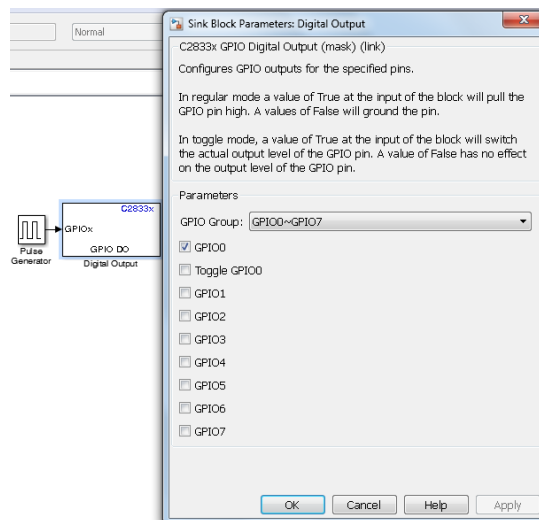 Normal
C2833x
GPIOx
GPIO DO
Pulse
Generator
Digital Output
Sink Block Parameters: Digital Output
C2833x GPIO Digital Output (mask) (link)
Configures GPIO outputs for the specified pins.
In regular mode a value of True at the input of the block will pull the
GPIO pin high. A values of False will ground the pin.
In toggle mode, a value of True at the input of the block will switch
the actual output level of the GPIO pin. A value of False has no effect
on the output level of the GPIO pin.
Parameters
GPIO Group: GPIO0~GPIO7
GPIO0
Toggle GPIO0
GPIO1
GPIO2
GPIO3
GPIO4
GPIO5
GPIO6
GPIO7
OK Cancel Help Apply